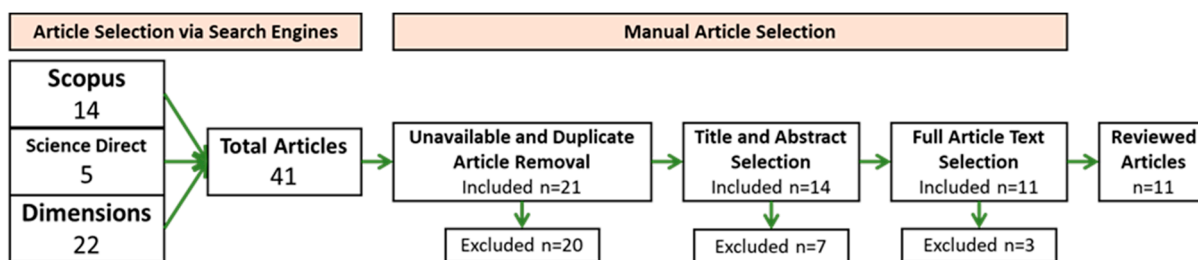 Article Selection via Search Engines
Manual Article Selection
Scopus
14
Science Direct
5
Dimensions
22
Total Articles
41
Unavailable and Duplicate
Article Removal
Included n=21
Excluded n=20
Title and Abstract
Selection
Included n=14
Excluded n=7
Full Article Text
Selection
Included n=11
Excluded n=3
Reviewed
Articles
n=11